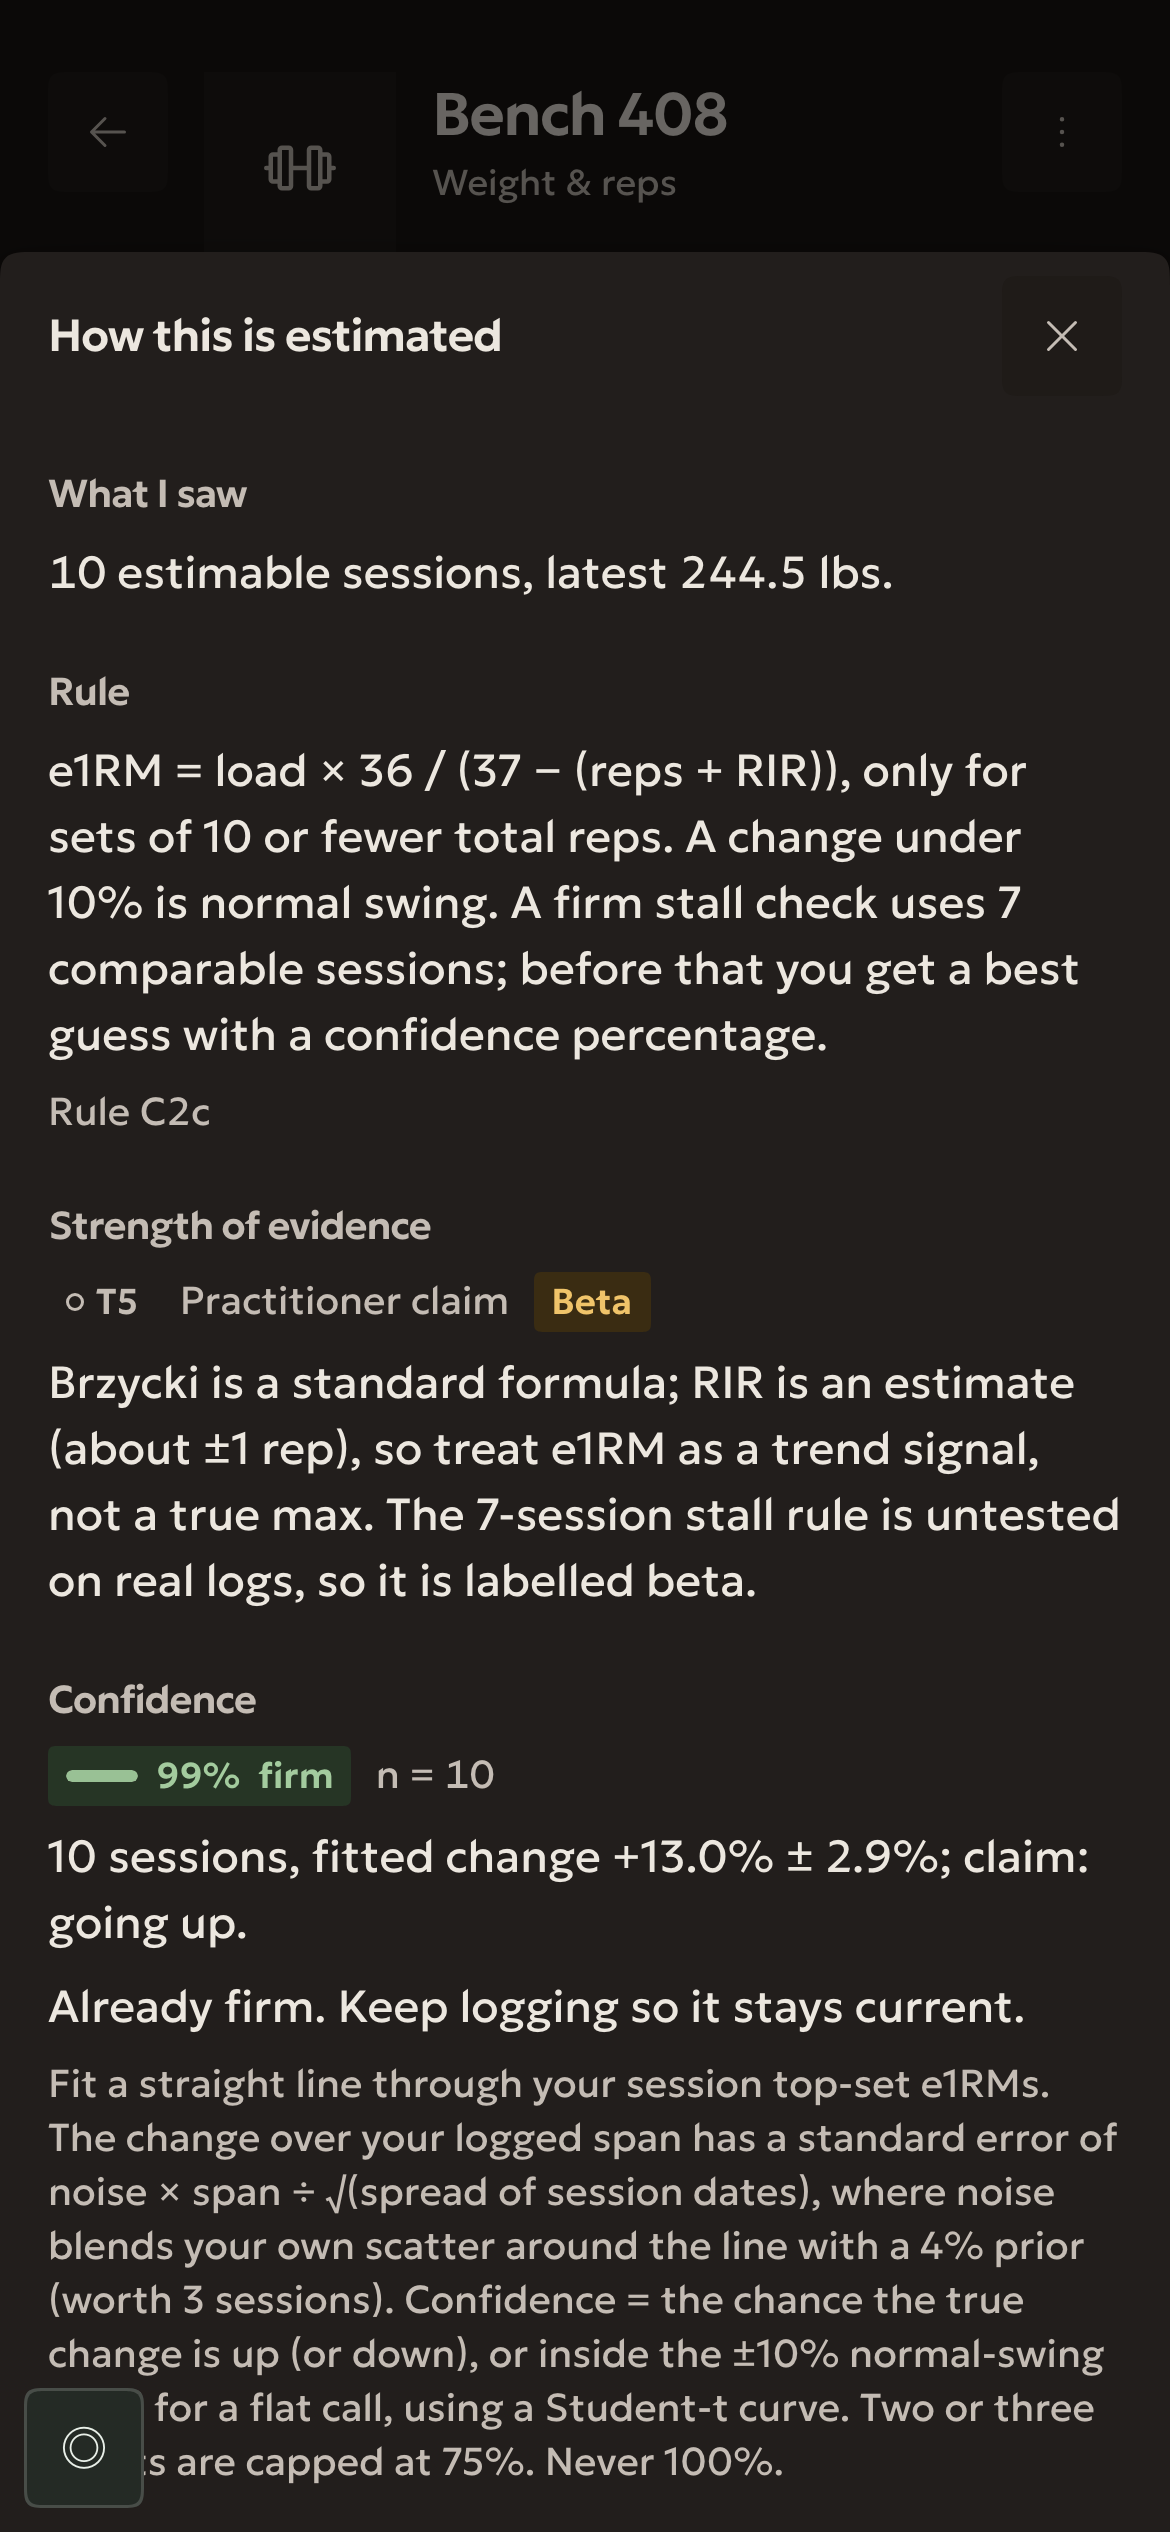 Bench 408
Weight & reps
How this is estimated
What I saw
10 estimable sessions, latest 244.5 lbs.
Rule
e1RM = load × 36 / (37 − (reps + RIR)), only for
sets of 10 or fewer total reps. A change under
10% is normal swing. A firm stall check uses 7
comparable sessions; before that you get a best
guess with a confidence percentage.
Rule C2c
Strength of evidence
T5 Practitioner claim Beta
Brzycki is a standard formula; RIR is an estimate
(about ±1 rep), so treat e1RM as a trend signal,
not a true max. The 7-session stall rule is untested
on real logs, so it is labelled beta.
Confidence
99% firm n = 10
10 sessions, fitted change +13.0% ± 2.9%; claim:
going up.
Already firm. Keep logging so it stays current.
Fit a straight line through your session top-set e1RMs.
The change over your logged span has a standard error of
noise × span ÷ √(spread of session dates), where noise
blends your own scatter around the line with a 4% prior
(worth 3 sessions). Confidence = the chance the true
change is up (or down), or inside the ±10% normal-swing
for a flat call, using a Student-t curve. Two or three
are capped at 75%. Never 100%.